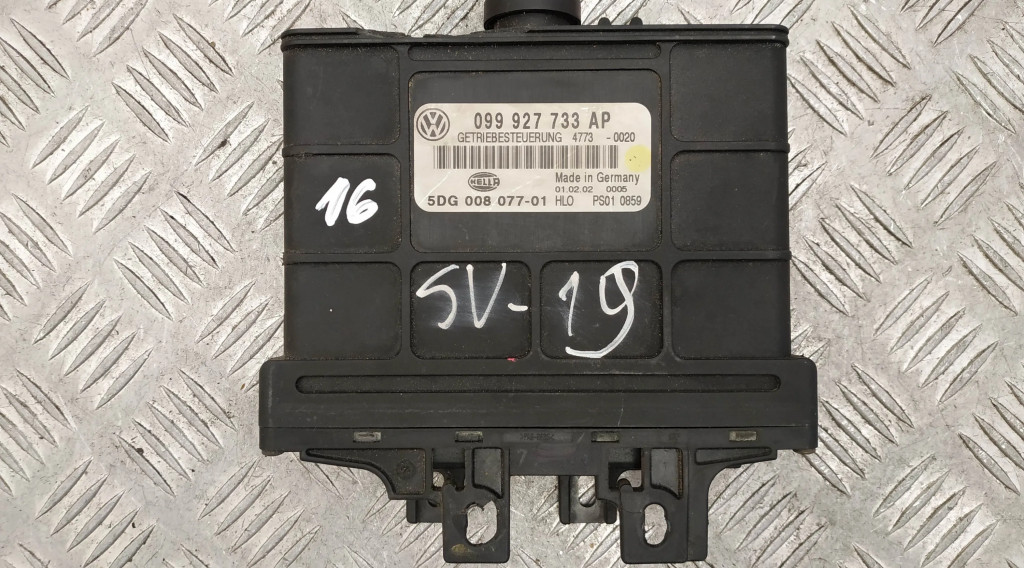 099 927 733 AP
GETRIEBESTEUERUNG 4773 -0020
HELLA Made in Germany
01.02.02 0005
5DG 008 077-01 HLO PS01 0859
16
SV-19